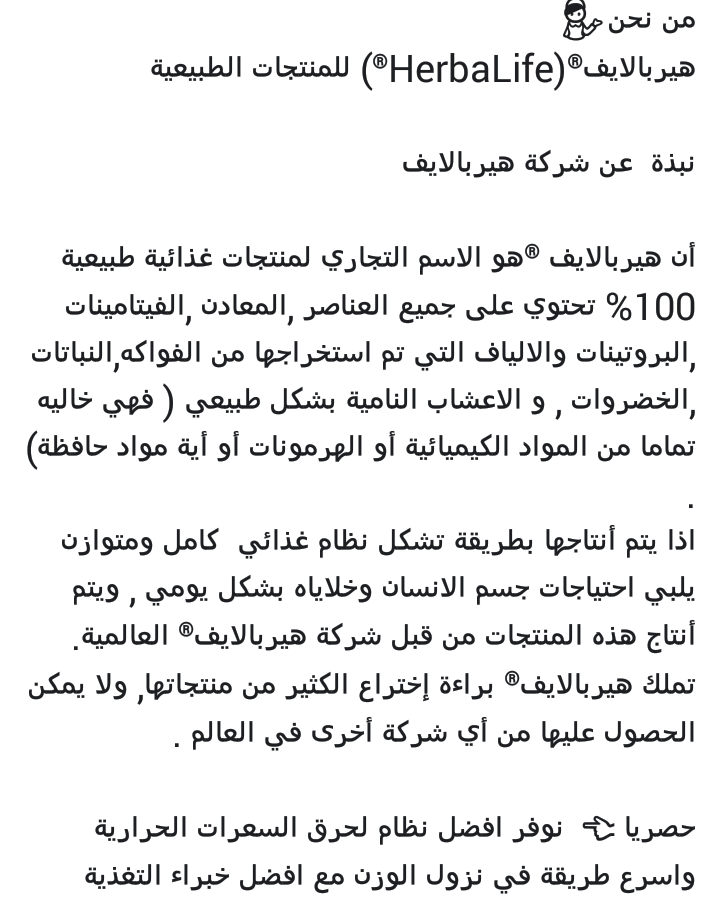 من نحن
هيربالايف®(HerbaLife®) للمنتجات الطبيعية
نبذة عن شركة هيربالايف
أن هيربالايف ®هو الاسم التجاري لمنتجات غذائية طبيعية
100% تحتوي على جميع العناصر ,المعادن ,الفيتامينات
,البروتينات والالياف التي تم استخراجها من الفواكه,النباتات
,الخضروات , و الاعشاب النامية بشكل طبيعي ( فهي خاليه
تماما من المواد الكيميائية أو الهرمونات أو أية مواد حافظة)
.
اذا يتم أنتاجها بطريقة تشكل نظام غذائي كامل ومتوازن
يلبي احتياجات جسم الانسان وخلاياه بشكل يومي , ويتم
أنتاج هذه المنتجات من قبل شركة هيربالايف® العالمية.
تملك هيربالايف® براءة إختراع الكثير من منتجاتها, ولا يمكن
الحصول عليها من أي شركة أخرى في العالم .
حصريا نوفر افضل نظام لحرق السعرات الحرارية
واسرع طريقة في نزول الوزن مع افضل خبراء التغذية